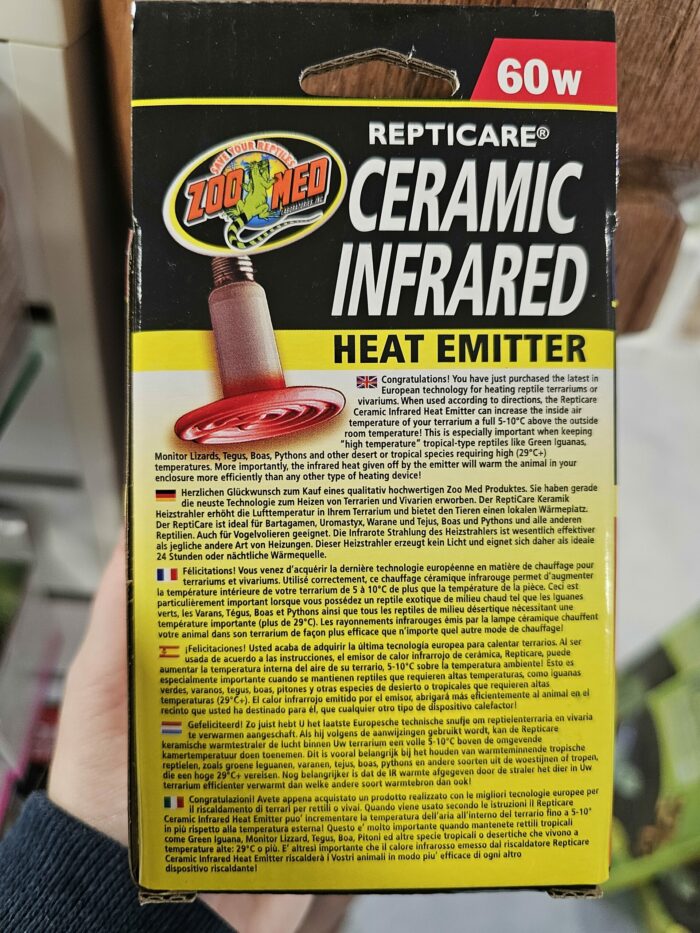 60W
REPTICARE®
SAVE YOUR REPTILES
ZOO MED
LABORATORIES INC.
CERAMIC
INFRARED
HEAT EMITTER
Congratulations! You have just purchased the latest in
European technology for heating reptile terrariums or
vivariums. When used according to directions, the Repticare
Ceramic Infrared Heat Emitter can increase the inside air
temperature of your terrarium a full 5-10°C above the outside
room temperature! This is especially important when keeping
"high temperature" tropical-type reptiles like Green Iguanas,
Monitor Lizards, Tegus, Boas, Pythons and other desert or tropical species requiring high (29°C+)
temperatures. More importantly, the infrared heat given off by the emitter will warm the animal in your
enclosure more efficiently than any other type of heating device!
Herzlichen Glückwunsch zum Kauf eines qualitativ hochwertigen Zoo Med Produktes. Sie haben gerade
die neuste Technologie zum Heizen von Terrarien und Vivarien erworben. Der ReptiCare Keramik
Heizstrahler erhöht die Lufttemperatur in Ihrem Terrarium und bietet den Tieren einen lokalen Wärmeplatz.
Der ReptiCare ist ideal für Bartagamen, Uromastyx, Warane und Tejus, Boas und Pythons und alle anderen
Reptilien. Auch für Vogelvolieren geeignet. Die Infrarote Strahlung des Heizstrahlers ist wesentlich effektiver
als jegliche andere Art von Heizungen. Dieser Heizstrahler erzeugt kein Licht und eignet sich daher als ideale
24 Stunden oder nächtliche Wärmequelle.
Félicitations! Vous venez d'acquérir la dernière technologie européenne en matière de chauffage pour
terrariums et vivariums. Utilisé correctement, ce chauffage céramique infrarouge permet d'augmenter
la température intérieure de votre terrarium de 5 à 10°C de plus que la température de la pièce. Ceci est
particulièrement important lorsque vous possédez un reptile exotique de milieu chaud tel que les Iguanes
verts, les Varans, Tégus, Boas et Pythons ainsi que tous les reptiles de milieu désertique nécessitant une
température importante (plus de 29°C). Les rayonnements infrarouges émis par la lampe céramique chauffent
votre animal dans son terrarium de façon plus efficace que n'importe quel autre mode de chauffage!
¡Felicitaciones! Usted acaba de adquirir la última tecnología europea para calentar terrarios. Al ser
usada de acuerdo a las instrucciones, el emisor de calor infrarrojo de cerámica, Repticare, puede
aumentar la temperatura interna del aire de su terrario, 5-10°C sobre la temperatura ambiente! Esto es
especialmente importante cuando se mantienen reptiles que requieren altas temperaturas, como iguanas
verdes, varanos, tegus, boas, pitones y otras especies de desierto o tropicales que requieren altas
temperaturas (29°C+). El calor infrarrojo emitido por el emisor, abrigará más eficientemente al animal en el
recinto que usted ha destinado para él, que cualquier otro tipo de dispositivo calefactor!
Gefeliciteerd! Zo juist hebt U het laatste Europesche technische snufje om reptielenterraria en vivaria
te verwarmen aangeschaft. Als hij volgens de aanwijzingen gebruikt wordt, kan de Repticare
keramische warmtestraler de lucht binnen Uw terrarium een volle 5-10°C boven de omgevende
kamertemperatuur doen toenemen. Dit is vooral belangrijk bij het houden van warmteminnende tropische
reptielen, zoals groene leguanen, varanen, tejus, boas, pythons en andere soorten uit de woestijnen of tropen,
die een hoge 29°C+ vereisen. Nog belangrijker is dat de IR warmte afgegeven door de straler het dier in Uw
terrarium efficienter verwarmt dan welke andere soort warmtebron dan ook!
Congratulazioni! Avete appena acquistato un prodotto realizzato con le migliori tecnologie europee per
il riscaldamento di terrari per rettili o vivai. Quando viene usato secondo le istruzioni il Repticare
Ceramic Infrared Heat Emitter puo' incrementare la temperatura dell'aria all'interno del terrario fino a 5-10°
in più rispetto alla temperatura esterna! Questo e' molto importante quando mantenete rettili tropicali
come Green Iguana, Monitor Lizzard, Tegus, Boa, Pitoni ed altre specie tropicali o desertiche che vivono a
temperature alte: 29°C o più. E' altresì importante che il calore infrarosso emesso dal riscaldatore Repticare
Ceramic Infrared Heat Emitter riscalderà i Vostri animali in modo piu' efficace di ogni altro
dispositivo riscaldante!